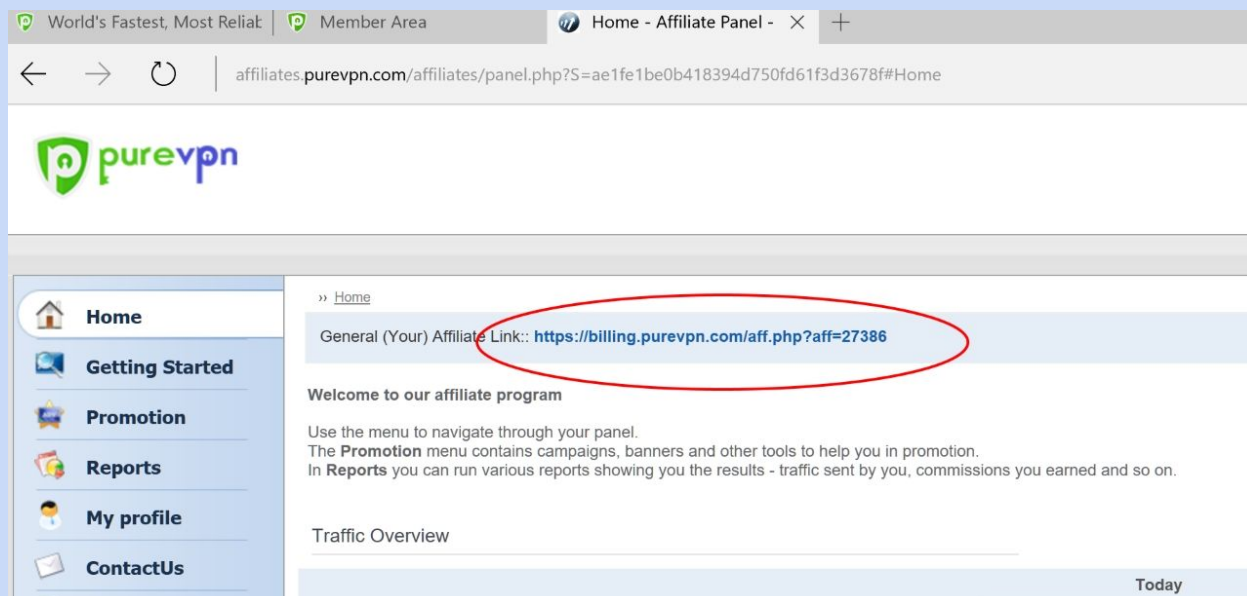 World's Fastest, Most Reliab
Member Area
Home - Affiliate Panel -
affiliates.purevpn.com/affiliates/panel.php?S=ae1fe1be0b418394d750fd61f3d3678f#Home
purevpn
Home
Getting Started
Promotion
Reports
My profile
ContactUs
›› Home
General (Your) Affiliate Link:: https://billing.purevpn.com/aff.php?aff=27386
Welcome to our affiliate program
Use the menu to navigate through your panel.
The Promotion menu contains campaigns, banners and other tools to help you in promotion.
In Reports you can run various reports showing you the results - traffic sent by you, commissions you earned and so on.
Traffic Overview
Today